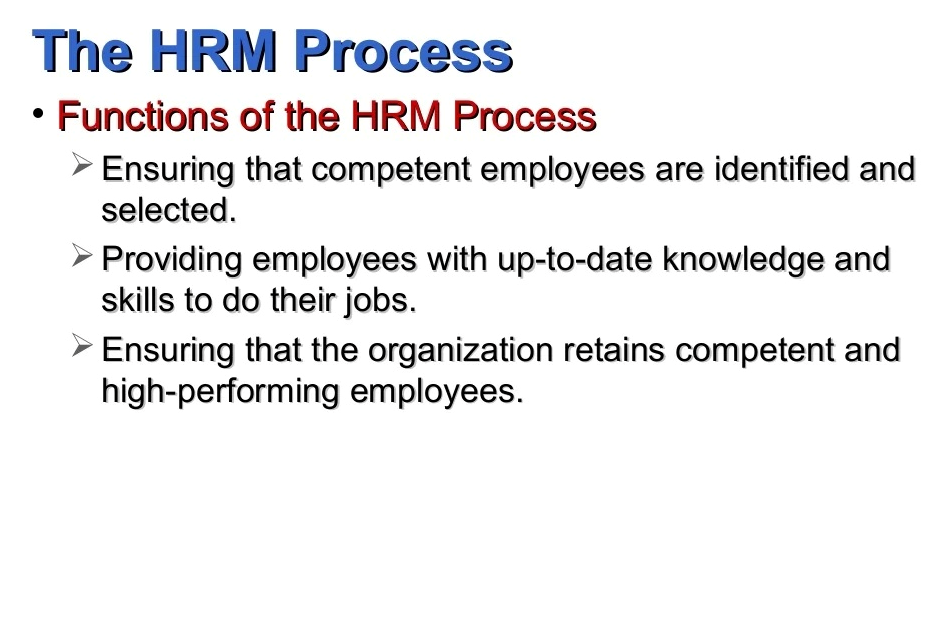 The HRM Process
• Functions of the HRM Process
➢ Ensuring that competent employees are identified and
selected.
➢ Providing employees with up-to-date knowledge and
skills to do their jobs.
➢ Ensuring that the organization retains competent and
high-performing employees.